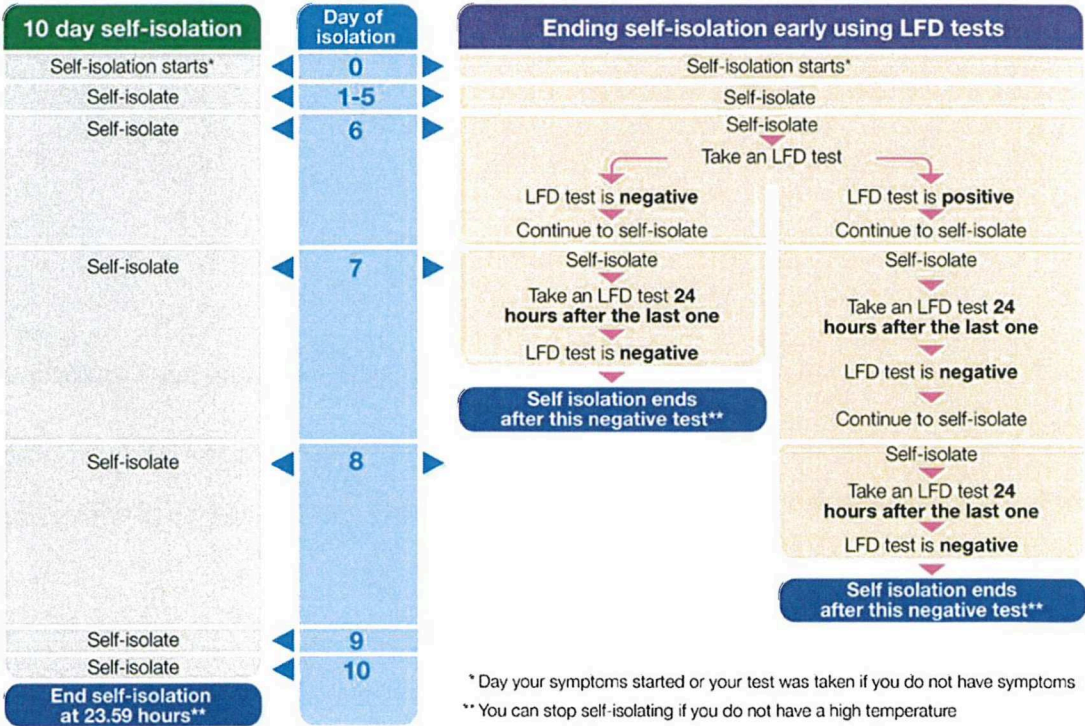 10 day self-isolation
Day of
isolation
Ending self-isolation early using LFD tests
Self-isolation starts*
0
Self-isolation starts*
Self-isolate
1-5
Self-isolate
Self-isolate
6
Self-isolate
Take an LFD test
LFD test is negative
Continue to self-isolate
LFD test is positive
Continue to self-isolate
Self-isolate
7
Self-isolate
Take an LFD test 24
hours after the last one
LFD test is negative
Self isolation ends
after this negative test**
Self-isolate
Take an LFD test 24
hours after the last one
LFD test is negative
Continue to self-isolate
Self-isolate
8
Self-isolate
Take an LFD test 24
hours after the last one
LFD test is negative
Self isolation ends
after this negative test**
Self-isolate
9
Self-isolate
10
End self-isolation
at 23.59 hours**
* Day your symptoms started or your test was taken if you do not have symptoms
** You can stop self-isolating if you do not have a high temperature